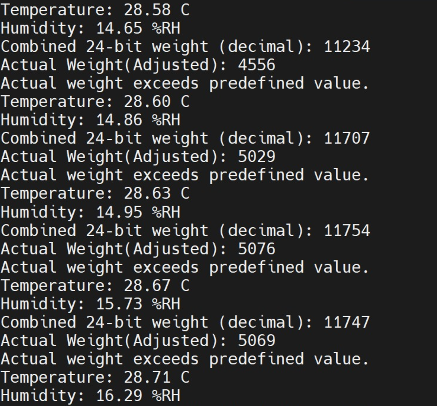 Temperature: 28.58 C
Humidity: 14.65 %RH
Combined 24-bit weight (decimal): 11234
Actual Weight(Adjusted): 4556
Actual weight exceeds predefined value.
Temperature: 28.60 C
Humidity: 14.86 %RH
Combined 24-bit weight (decimal): 11707
Actual Weight(Adjusted): 5029
Actual weight exceeds predefined value.
Temperature: 28.63 C
Humidity: 14.95 %RH
Combined 24-bit weight (decimal): 11754
Actual Weight(Adjusted): 5076
Actual weight exceeds predefined value.
Temperature: 28.67 C
Humidity: 15.73 %RH
Combined 24-bit weight (decimal): 11747
Actual Weight(Adjusted): 5069
Actual weight exceeds predefined value.
Temperature: 28.71 C
Humidity: 16.29 %RH